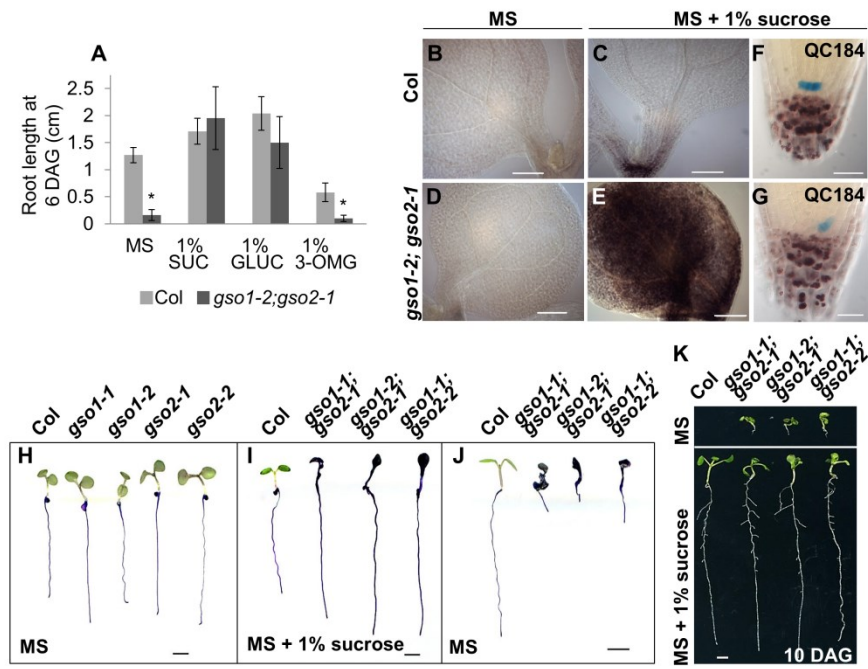 A
Root length at
6 DAG (cm)
2.5
2
1.5
1
0.5
0
*
*
MS
1%
SUC
1%
GLUC
1%
3-OMG
Col
gso1-2;gso2-1
MS
MS + 1% sucrose
Col
gso1-2; gso2-1
B
C
F
QC184
D
E
G
QC184
Col
gso1-1
gso1-2
gso2-1
gso2-2
H
MS
Col
gso1-1;
gso2-1
gso1-2;
gso2-1
gso1-1;
gso2-2
I
MS + 1% sucrose
Col
gso1-1;
gso2-1
gso1-2;
gso2-1
gso1-1;
gso2-2
J
MS
K
Col
gso1-1;
gso2-1
gso1-2;
gso2-1
gso1-1;
gso2-2
MS
MS + 1% sucrose
10 DAG